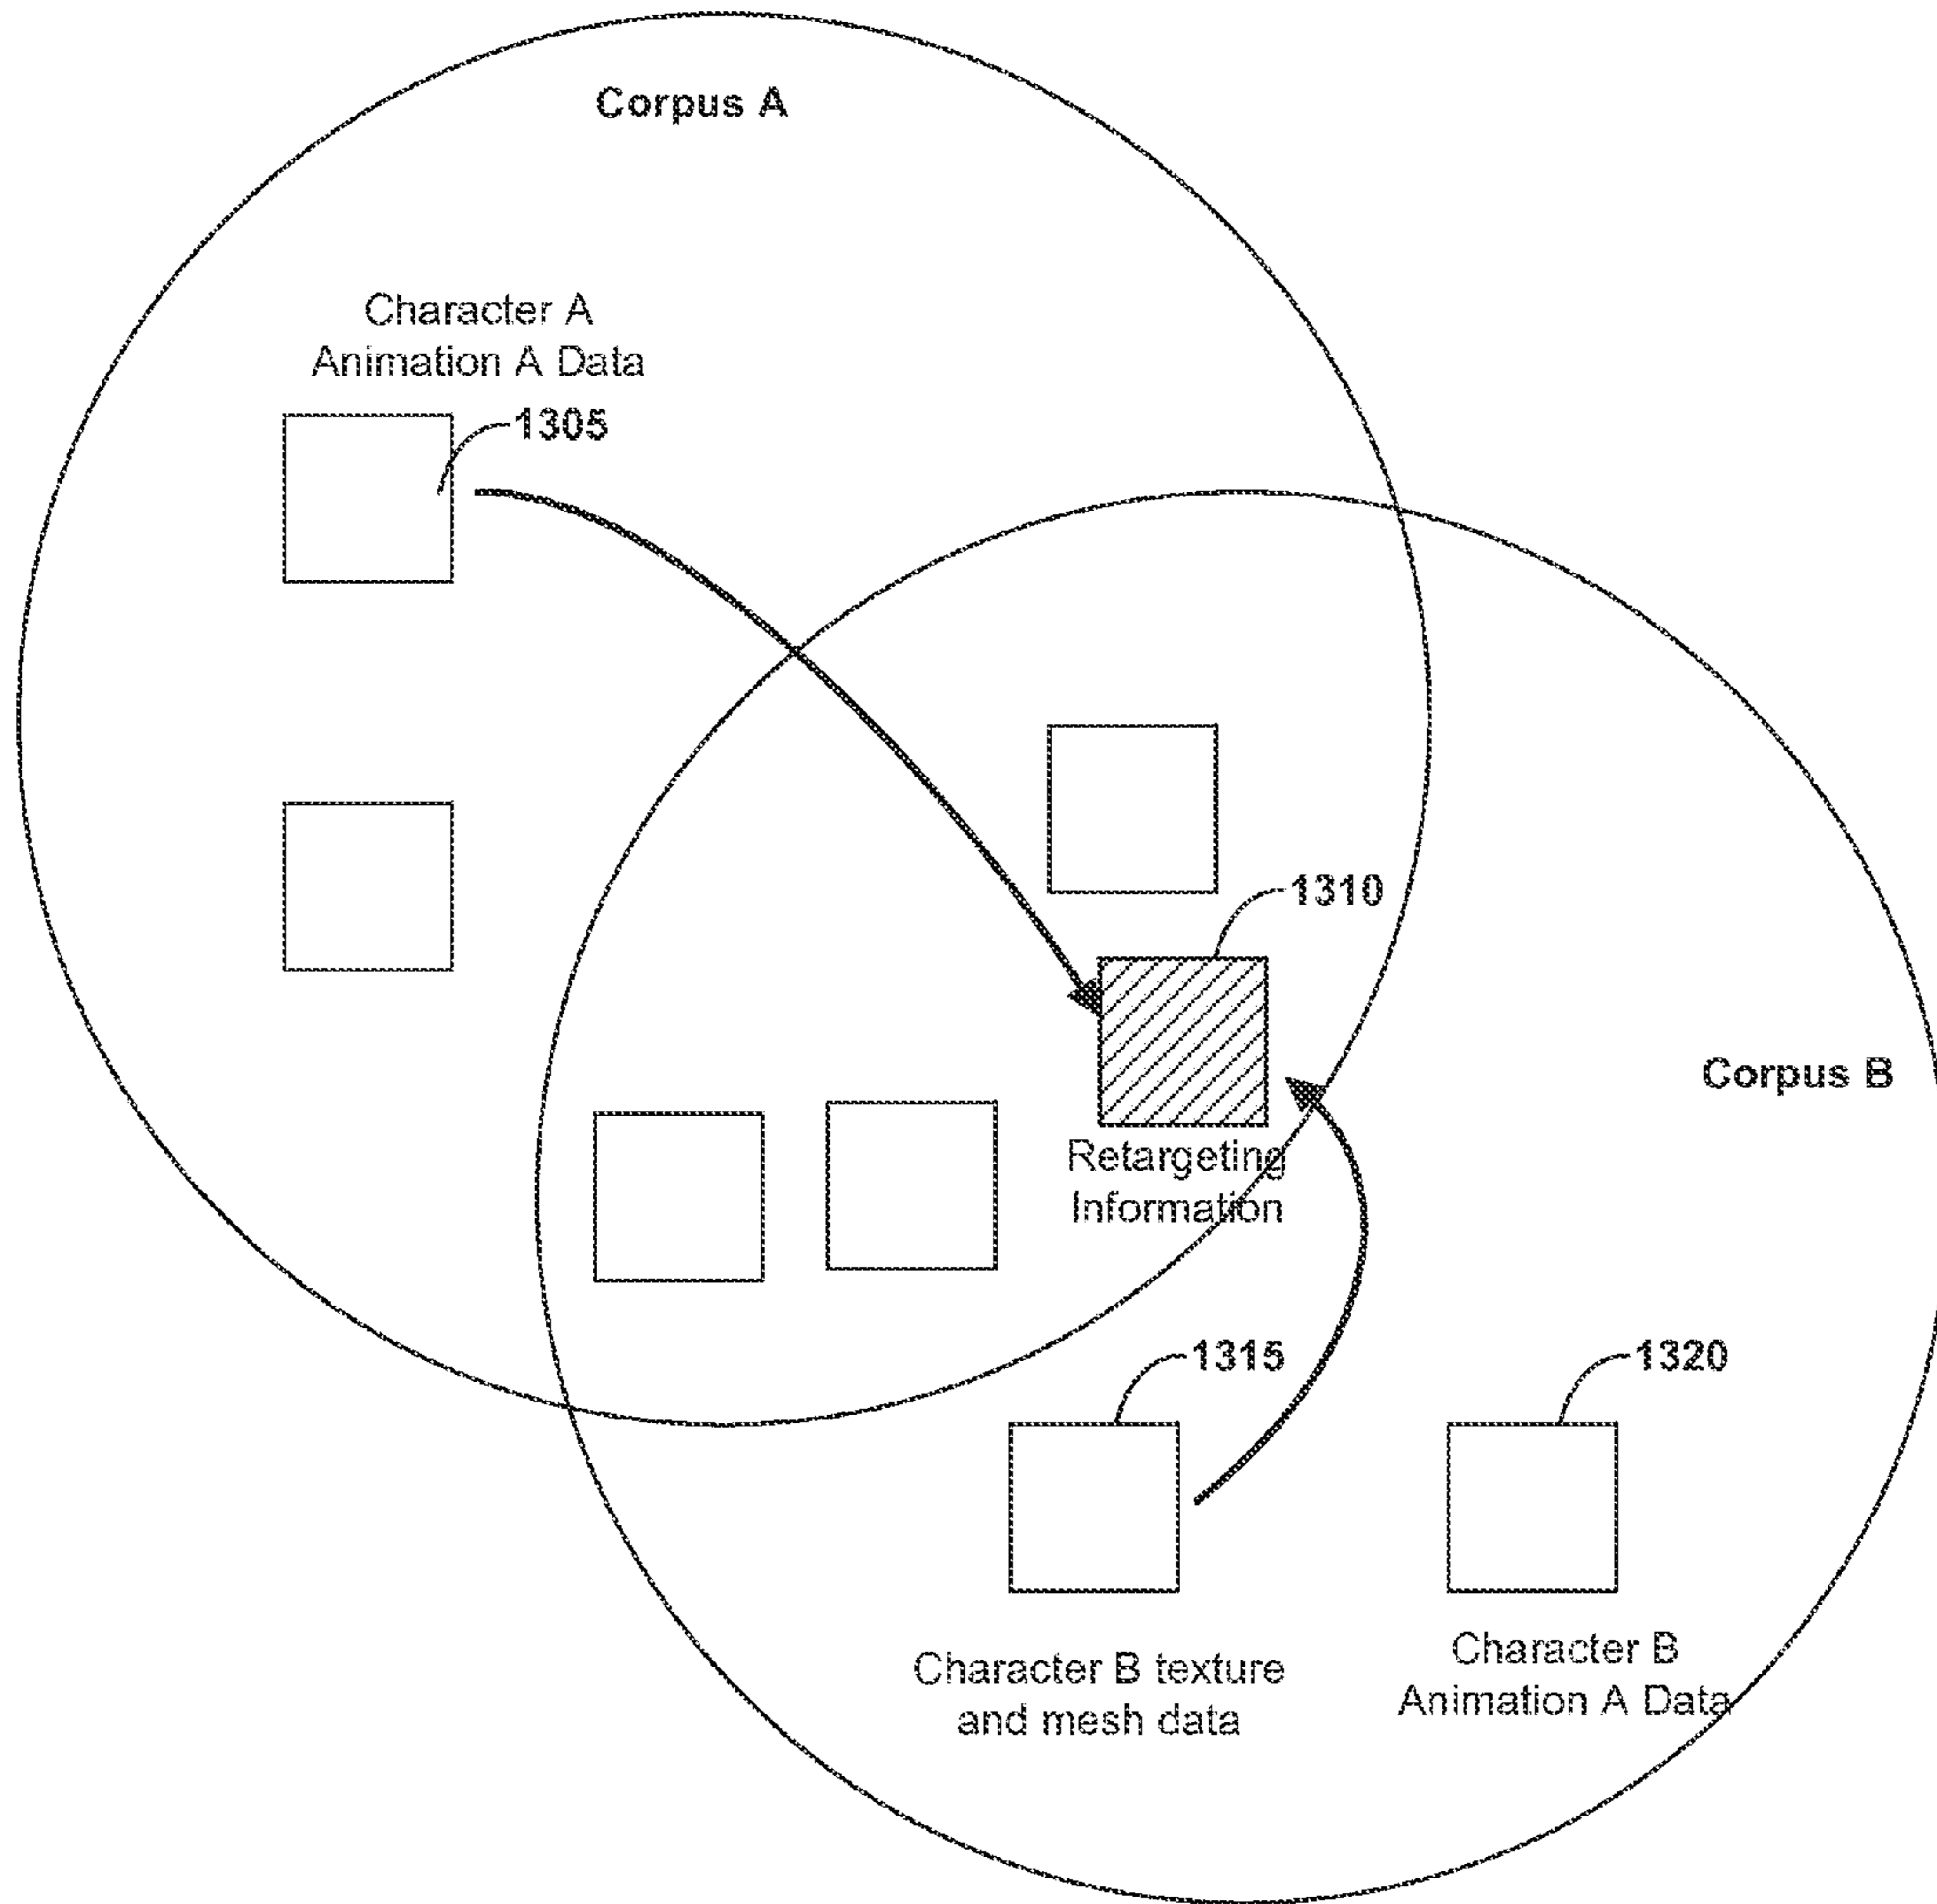 Corpus A
Character A
Animation A Data
1305
1310
Corpus B
Retargeting
Information
1315
1320
Character B texture
and mesh data
Character B
Animation A Data